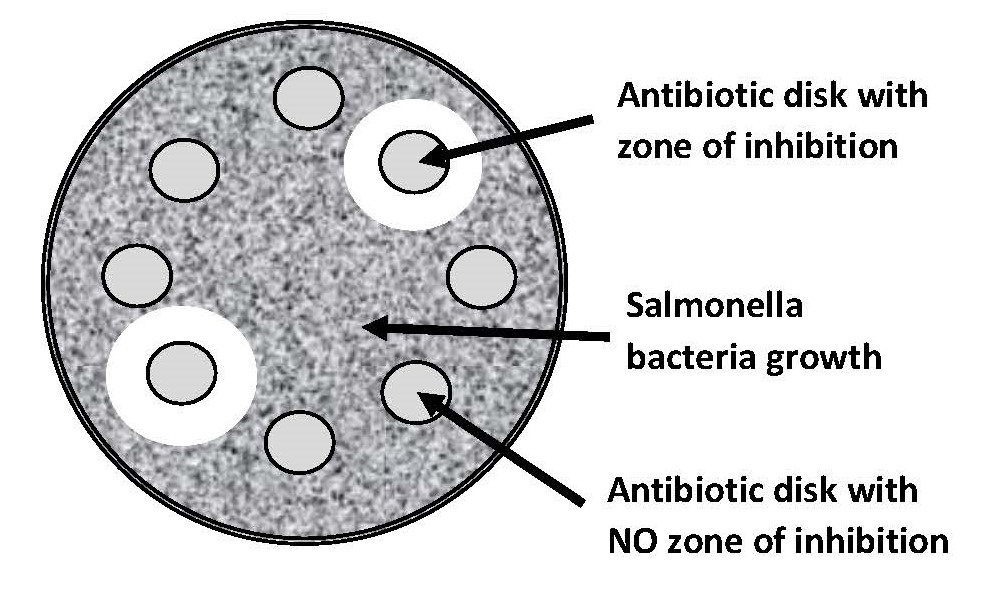 Antibiotic disk with
zone of inhibition
Salmonella
bacteria growth
Antibiotic disk with
NO zone of inhibition